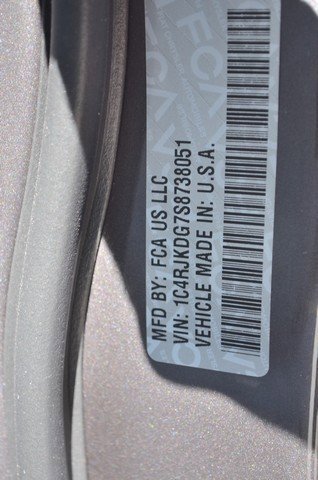 MFD BY: FCA US LLC
VIN: 1C4RJKDG7S8738051
VEHICLE MADE IN: U.S.A.